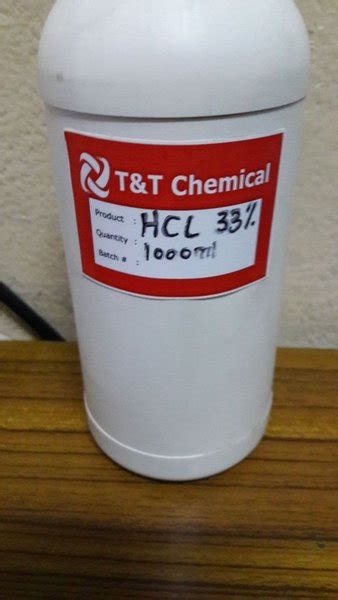 T&T Chemical
Product : HCL 33%
Quantity : 1000ml
Batch # :